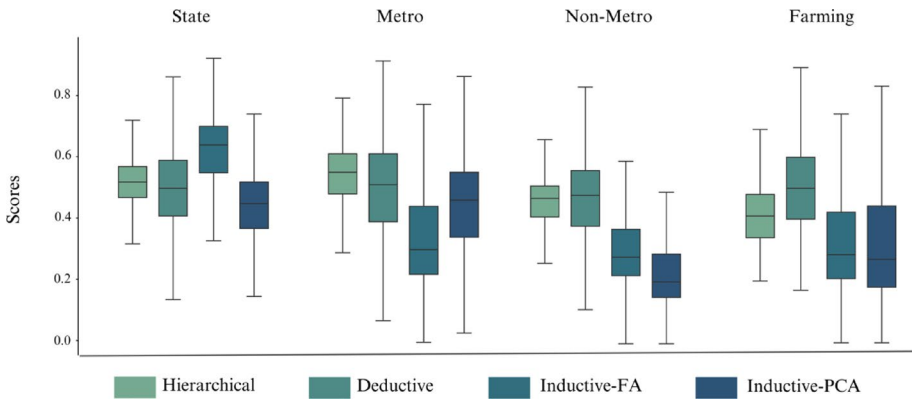 State Metro Non-Metro Farming
0.8
0.6
Scores
0.4
0.2
0.0
Hierarchical Deductive Inductive-FA Inductive-PCA